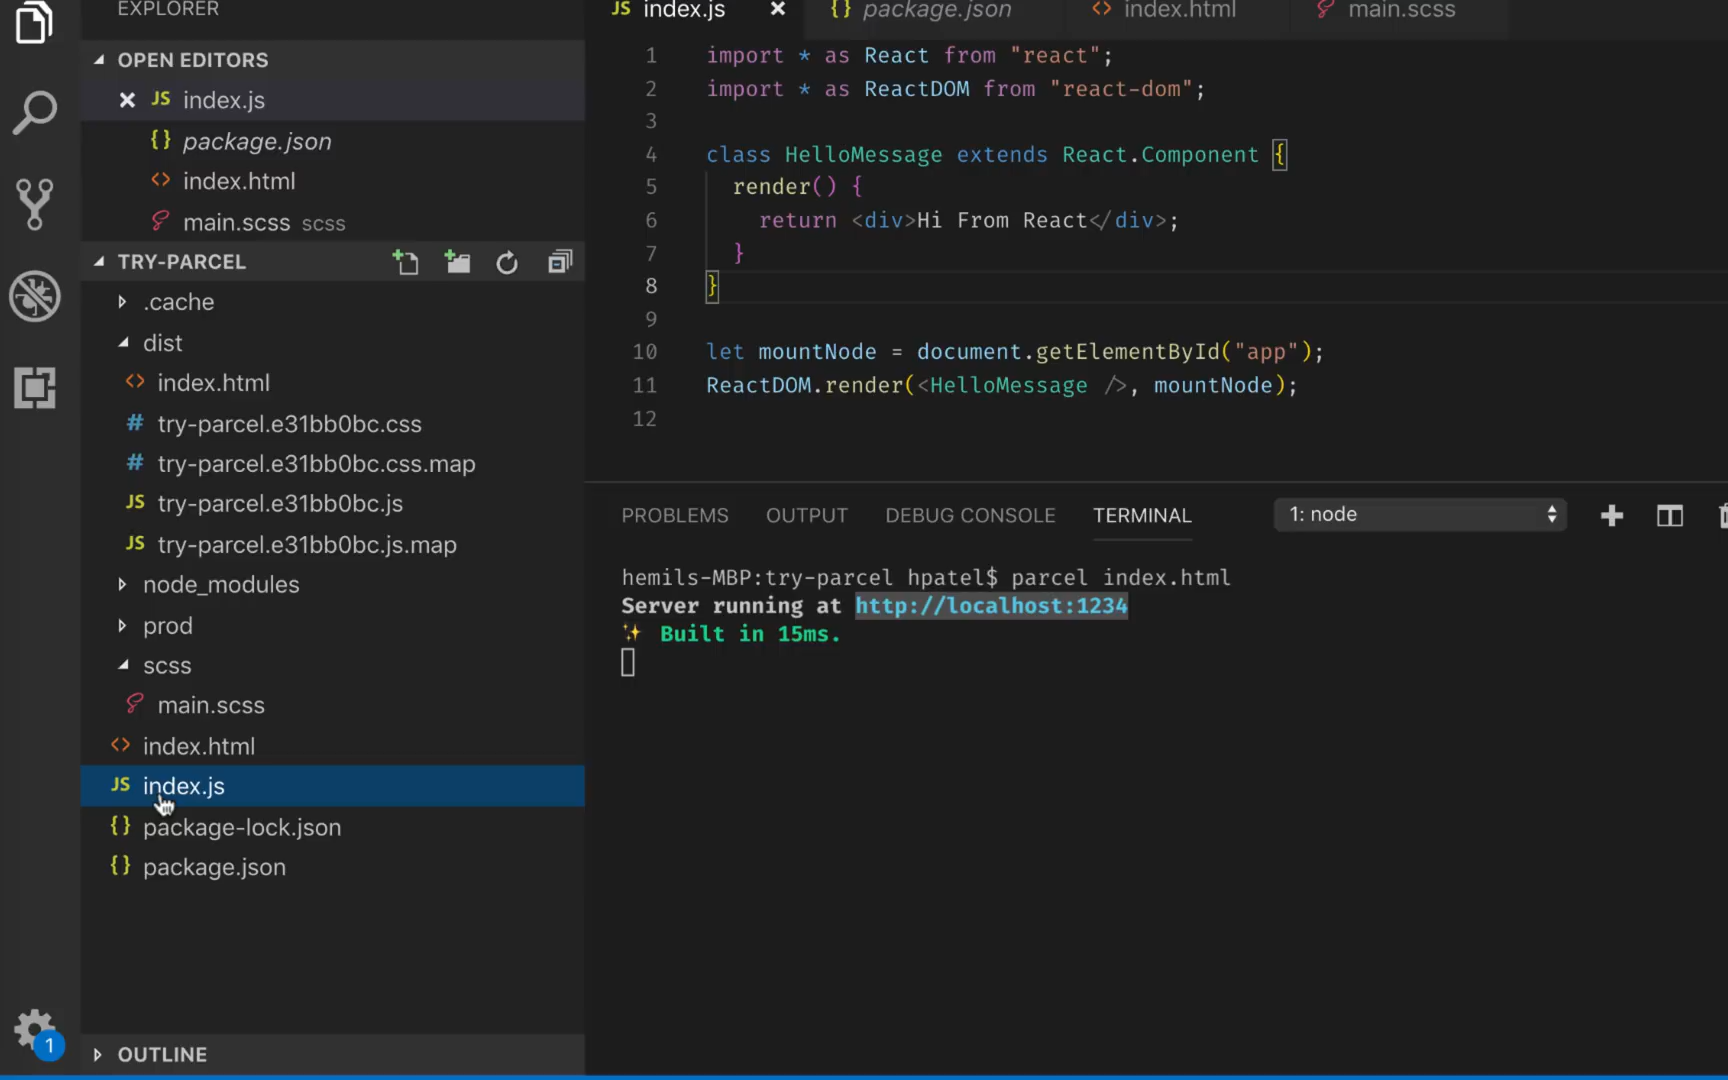 EXPLORER
OPEN EDITORS
JS index.js
{} package.json
<> index.html
main.scss scss
TRY-PARCEL
.cache
dist
<> index.html
# try-parcel.e31bb0bc.css
# try-parcel.e31bb0bc.css.map
JS try-parcel.e31bb0bc.js
JS try-parcel.e31bb0bc.js.map
node_modules
prod
scss
main.scss
<> index.html
JS index.js
{} package-lock.json
{} package.json
OUTLINE
1
JS index.js {} package.json <> index.html main.scss
1 import * as React from "react";
2 import * as ReactDOM from "react-dom";
3
4 class HelloMessage extends React.Component {
5 render() {
6 return <div>Hi From React</div>;
7 }
8 }
9
10 let mountNode = document.getElementById("app");
11 ReactDOM.render(<HelloMessage />, mountNode);
12
PROBLEMS OUTPUT DEBUG CONSOLE TERMINAL 1: node
hemils-MBP:try-parcel hpatel$ parcel index.html
Server running at http://localhost:1234
✨ Built in 15ms.